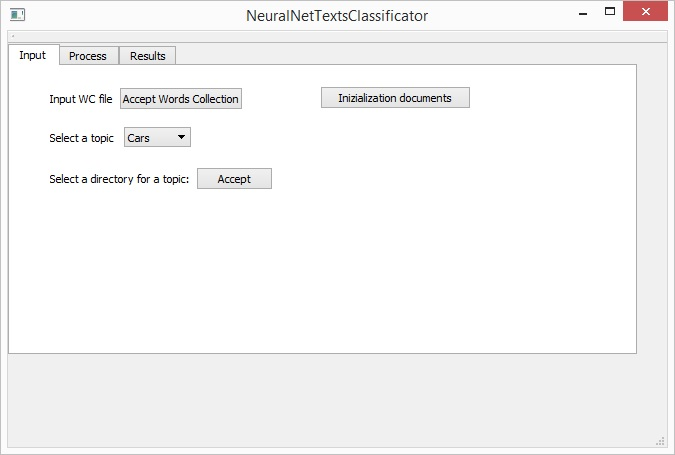 NeuralNetTextsClassificator
Input Process Results
Input WC file Accept Words Collection Inizialization documents
Select a topic Cars
Select a directory for a topic: Accept